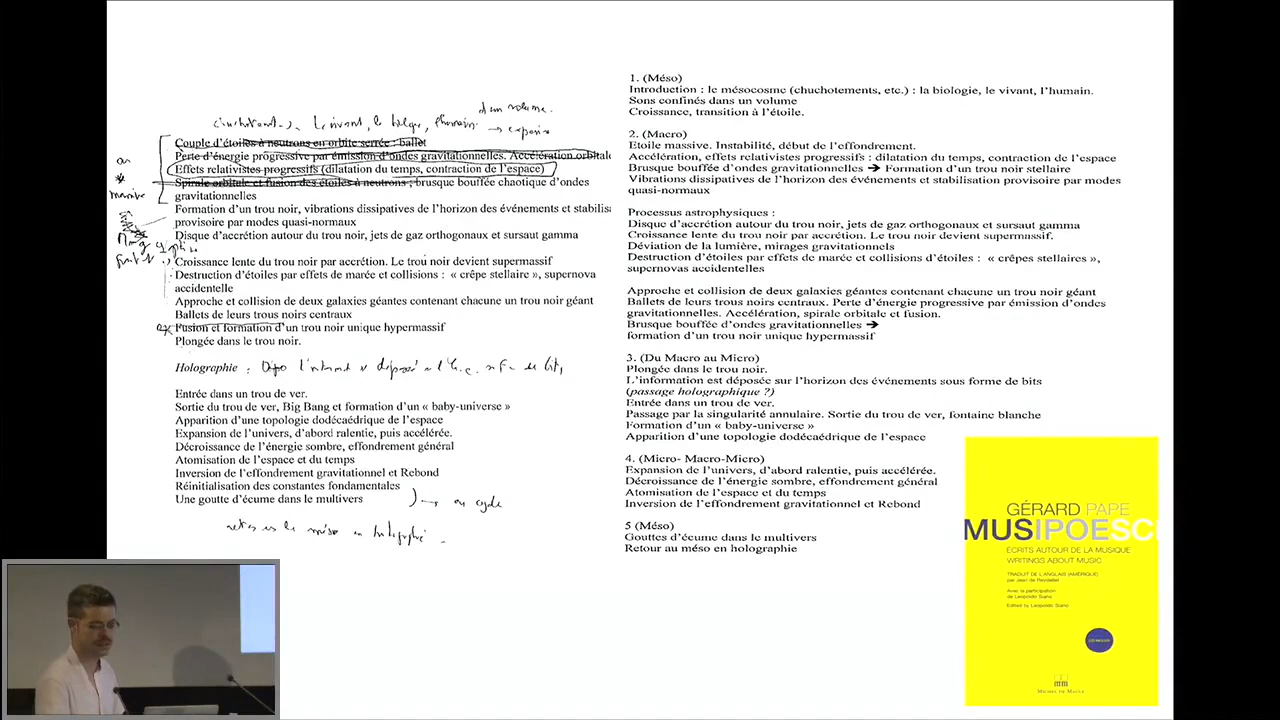 d'un volume.
Couple d'étoiles à neutrons en orbite serrée : ballet
Perte d'énergie progressive par émission d'ondes gravitationnelles. Accélération orbitale
Effets relativistes progressifs (dilatation du temps, contraction de l'espace)
Spirale orbitale et fusion des étoiles à neutrons ; brusque bouffée chaotique d'ondes
gravitationnelles
Formation d'un trou noir, vibrations dissipatives de l'horizon des événements et stabilisa
provisoire par modes quasi-normaux
Disque d'accrétion autour du trou noir, jets de gaz orthogonaux et sursaut gamma
Croissance lente du trou noir par accrétion. Le trou noir devient supermassif
Destruction d'étoiles par effets de marée et collisions : « crêpe stellaire », supernova
accidentelle
Approche et collision de deux galaxies géantes contenant chacune un trou noir géant
Ballets de leurs trous noirs centraux
Fusion et formation d'un trou noir unique hypermassif
Plongée dans le trou noir.
Holographie :
Entrée dans un trou de ver.
Sortie du trou de ver, Big Bang et formation d'un « baby-universe »
Apparition d'une topologie dodécaédrique de l'espace
Expansion de l'univers, d'abord ralentie, puis accélérée.
Décroissance de l'énergie sombre, effondrement général
Atomisation de l'espace et du temps
Inversion de l'effondrement gravitationnel et Rebond
Réinitialisation des constantes fondamentales
Une goutte d'écume dans le multivers
1. (Méso)
Introduction : le mésocosme (chuchotements, etc.) : la biologie, le vivant, l'humain.
Sons confinés dans un volume
Croissance, transition à l'étoile.
2. (Macro)
Etoile massive. Instabilité, début de l'effondrement.
Accélération, effets relativistes progressifs : dilatation du temps, contraction de l'espace
Brusque bouffée d'ondes gravitationnelles ➔ Formation d'un trou noir stellaire
Vibrations dissipatives de l'horizon des événements et stabilisation provisoire par modes
quasi-normaux
Processus astrophysiques :
Disque d'accrétion autour du trou noir, jets de gaz orthogonaux et sursaut gamma
Croissance lente du trou noir par accrétion. Le trou noir devient supermassif.
Déviation de la lumière, mirages gravitationnels
Destruction d'étoiles par effets de marée et collisions d'étoiles : « crêpes stellaires »,
supernovas accidentelles
Approche et collision de deux galaxies géantes contenant chacune un trou noir géant
Ballets de leurs trous noirs centraux. Perte d'énergie progressive par émission d'ondes
gravitationnelles. Accélération, spirale orbitale et fusion.
Brusque bouffée d'ondes gravitationnelles ➔
formation d'un trou noir unique hypermassif
3. (Du Macro au Micro)
Plongée dans le trou noir.
L'information est déposée sur l'horizon des événements sous forme de bits
(passage holographique ?)
Entrée dans un trou de ver.
Passage par la singularité annulaire. Sortie du trou de ver, fontaine blanche
Formation d'un « baby-universe »
Apparition d'une topologie dodécaédrique de l'espace
4. (Micro- Macro-Micro)
Expansion de l'univers, d'abord ralentie, puis accélérée.
Décroissance de l'énergie sombre, effondrement général
Atomisation de l'espace et du temps
Inversion de l'effondrement gravitationnel et Rebond
5 (Méso)
Gouttes d'écume dans le multivers
Retour au méso en holographie
GÉRARD PAPE
MUSIPOESCI
ÉCRITS AUTOUR DE LA MUSIQUE
WRITINGS ABOUT MUSIC
TRADUIT DE L'ANGLAIS (AMÉRIQUE)
Avec la participation
de Leopoldo Siano
Edited by Leopoldo Siano
MICHEL DE MAULE